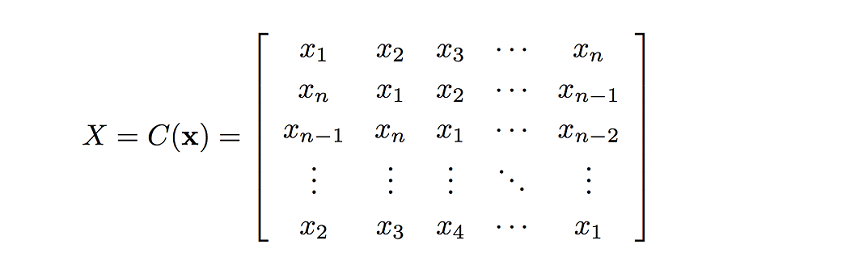 x₁ x₂ x₃ ⋯ xₙ
xₙ x₁ x₂ ⋯ xₙ₋₁
X = C(𝐱) = xₙ₋₁ xₙ x₁ ⋯ xₙ₋₂
⋮ ⋮ ⋮ ⋱ ⋮
x₂ x₃ x₄ ⋯ x₁